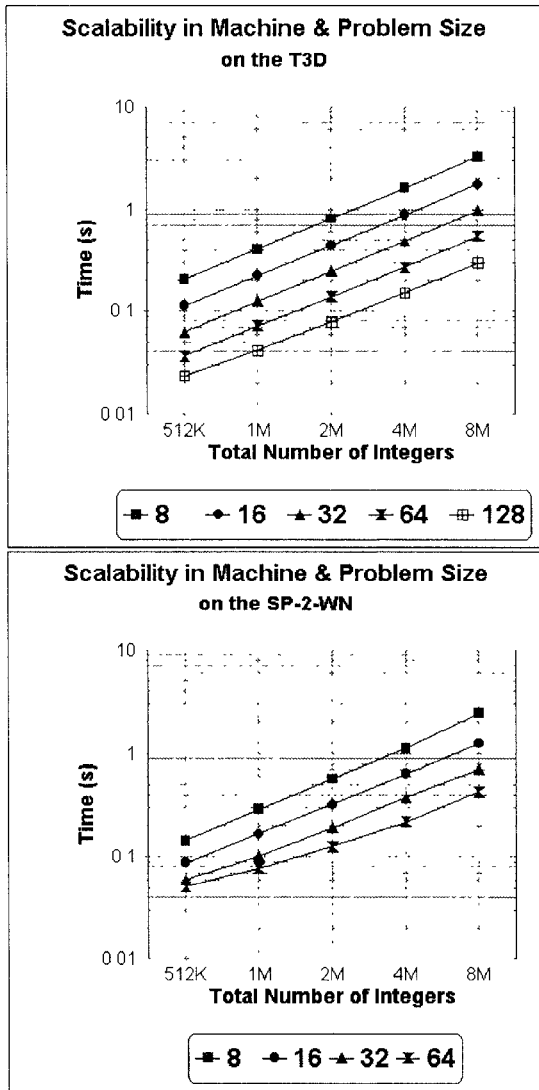 Scalability in Machine & Problem Size
on the T3D
10
1
0 1
0 01
Time (s)
512K 1M 2M 4M 8M
Total Number of Integers
8 16 32 64 128
Scalability in Machine & Problem Size
on the SP-2-WN
10
1
0 1
0 01
Time (s)
512K 1M 2M 4M 8M
Total Number of Integers
8 16 32 64